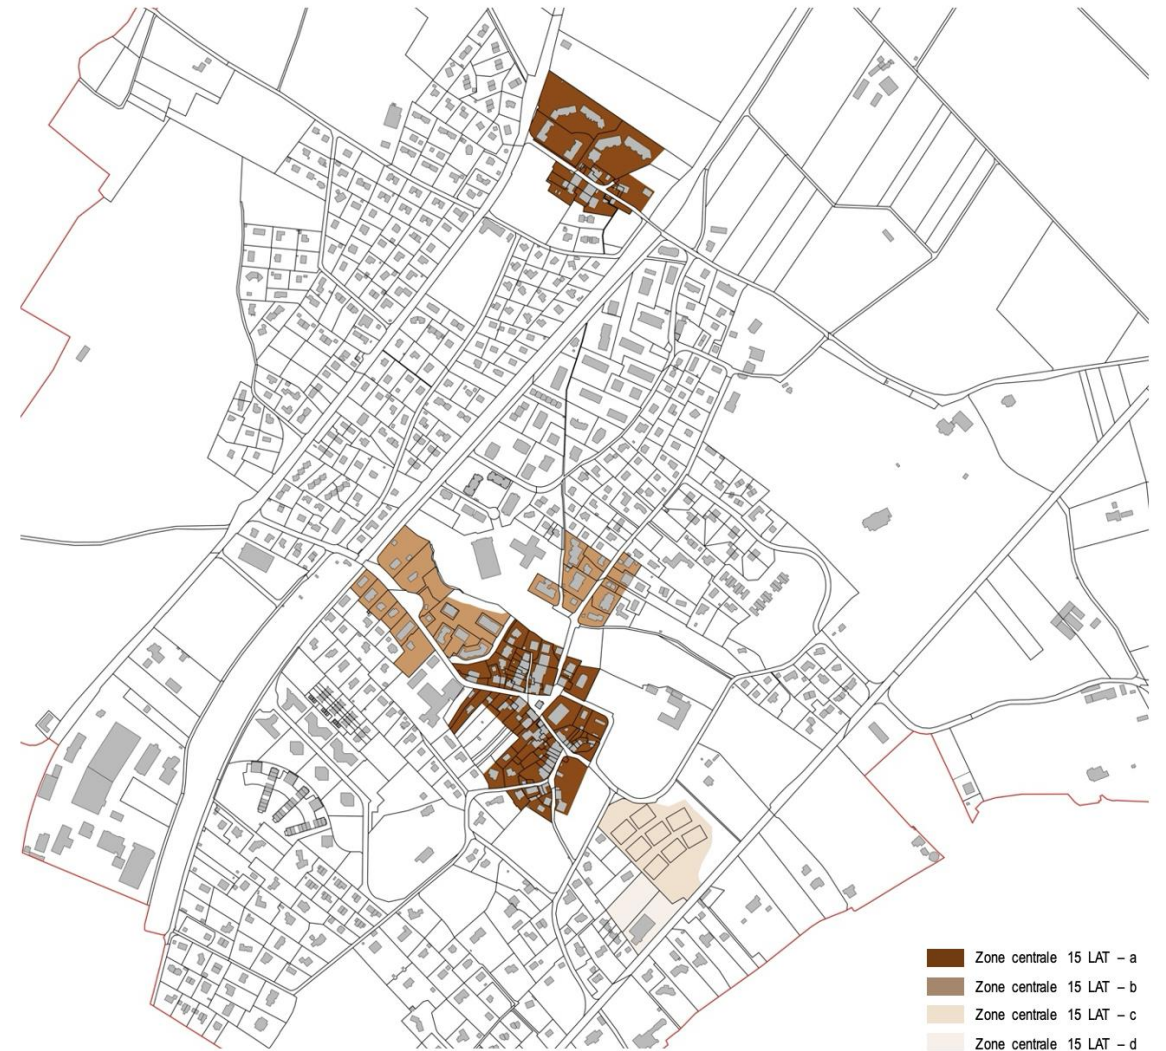 Zone centrale 15 LAT – a
Zone centrale 15 LAT – b
Zone centrale 15 LAT – c
Zone centrale 15 LAT – d